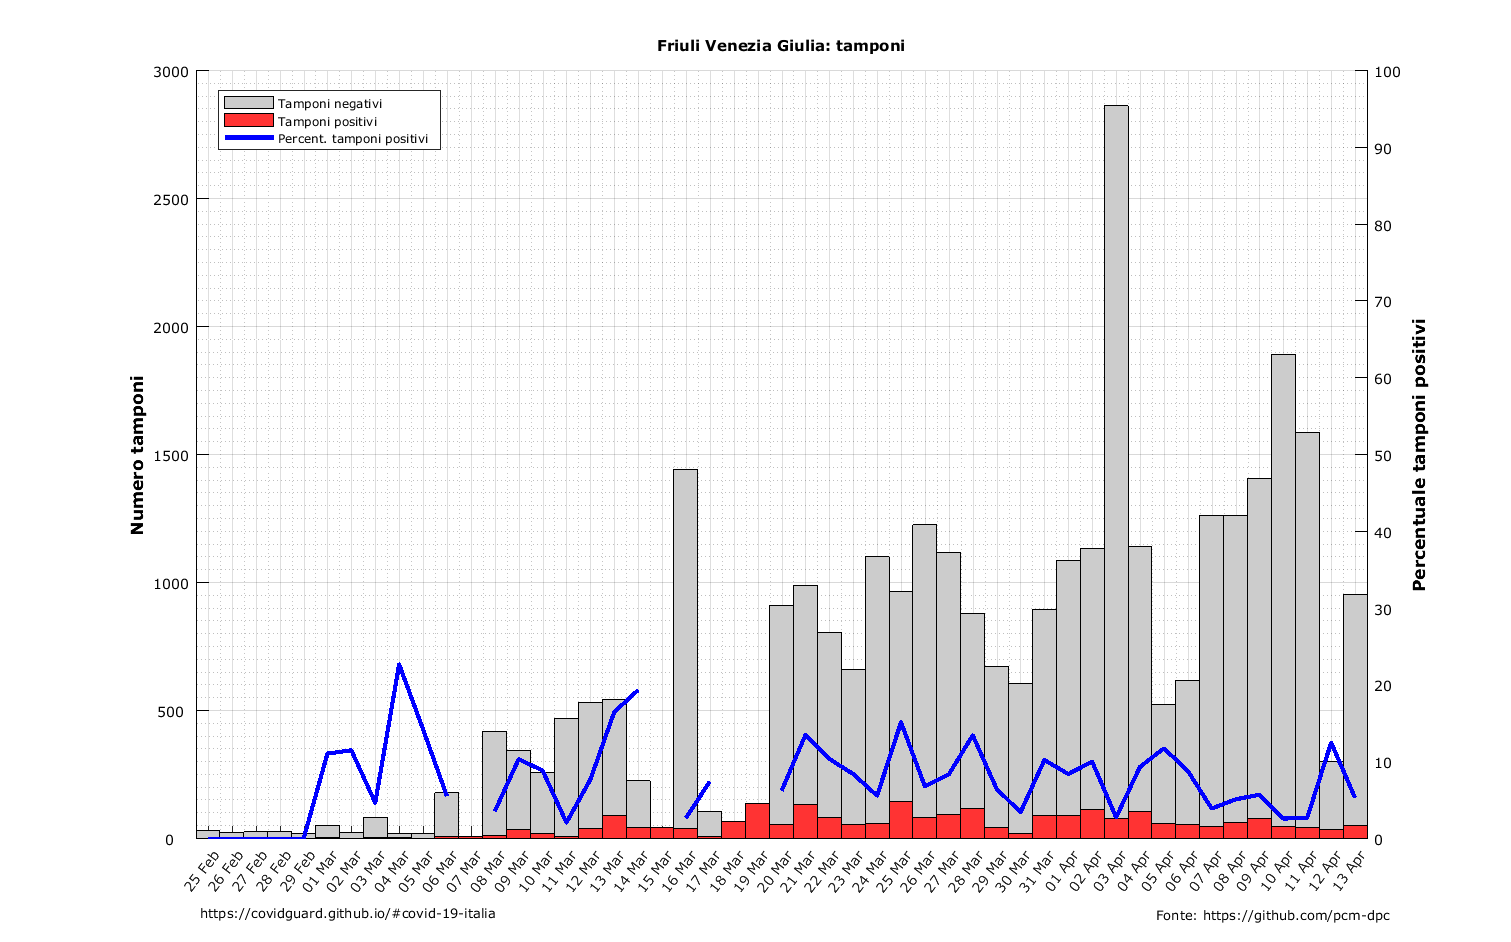 Friuli Venezia Giulia: tamponi
Tamponi negativi
Tamponi positivi
Percent. tamponi positivi
Numero tamponi
3000
2500
2000
1500
1000
500
0
Percentuale tamponi positivi
100
90
80
70
60
50
40
30
20
10
0
25 Feb
26 Feb
27 Feb
28 Feb
29 Feb
01 Mar
02 Mar
03 Mar
04 Mar
05 Mar
06 Mar
07 Mar
08 Mar
09 Mar
10 Mar
11 Mar
12 Mar
13 Mar
14 Mar
15 Mar
16 Mar
17 Mar
18 Mar
19 Mar
20 Mar
21 Mar
22 Mar
23 Mar
24 Mar
25 Mar
26 Mar
27 Mar
28 Mar
29 Mar
30 Mar
31 Mar
01 Apr
02 Apr
03 Apr
04 Apr
05 Apr
06 Apr
07 Apr
08 Apr
09 Apr
10 Apr
11 Apr
12 Apr
13 Apr
https://covidguard.github.io/#covid-19-italia
Fonte: https://github.com/pcm-dpc